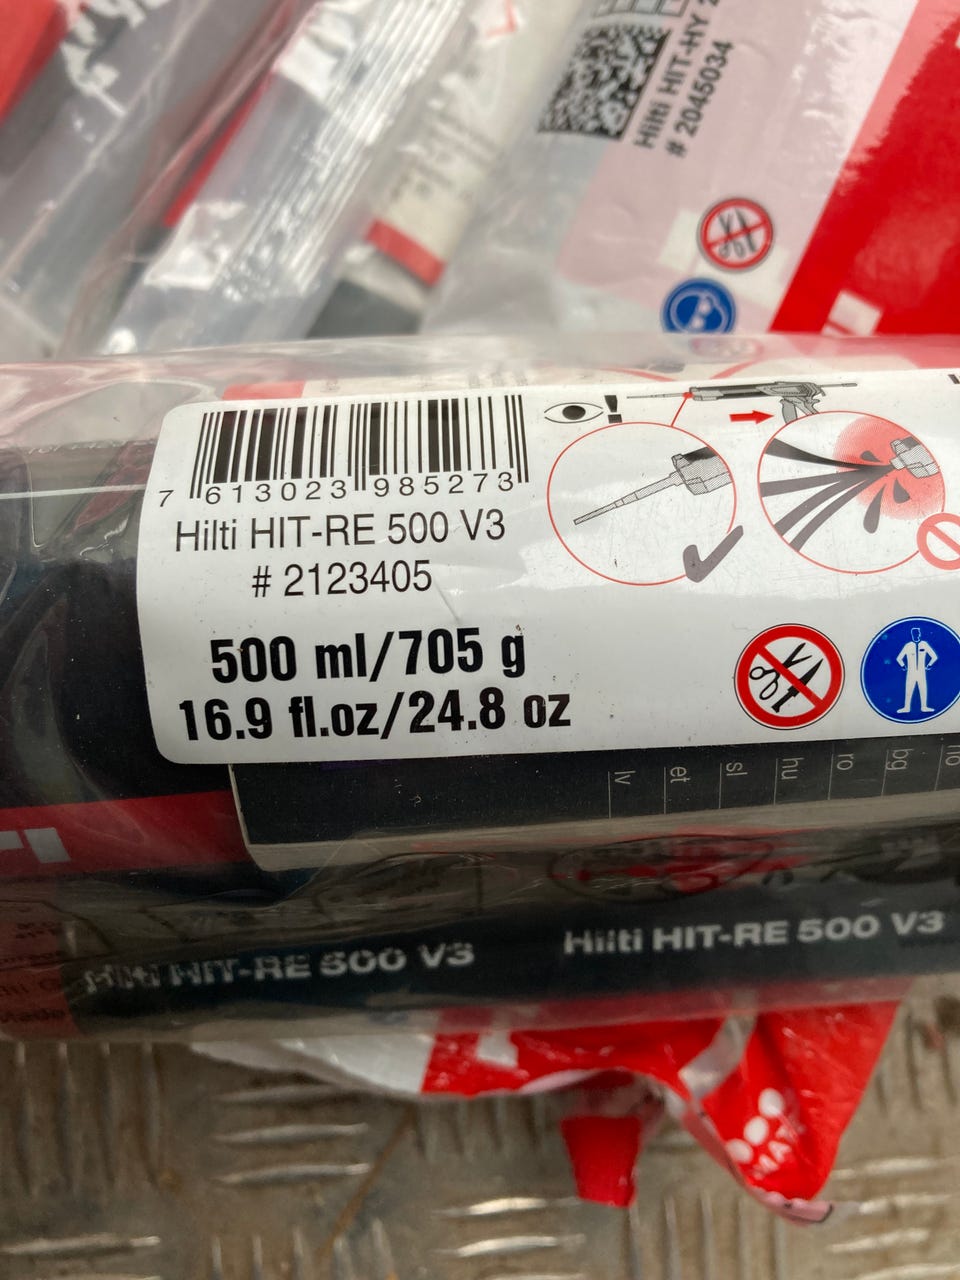 Hilti HIT-HY 2
# 2045034
7 613023 985273
Hilti HIT-RE 500 V3
# 2123405
500 ml/705 g
16.9 fl.oz/24.8 oz
!
lv
et
sl
hu
ro
bg
Hilti HIT-RE 500 V3
Hilti HIT-RE 500 V3